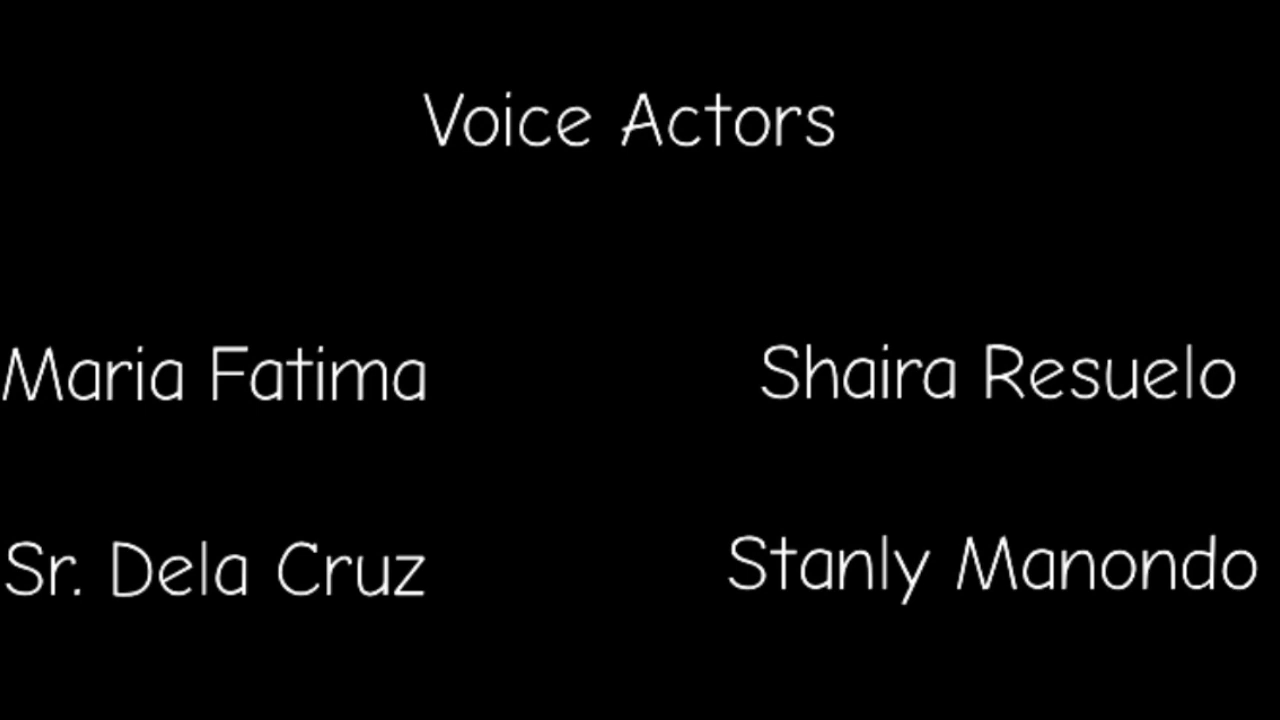 Voice Actors
Maria Fatima Shaira Resuelo
Sr. Dela Cruz Stanly Manondo